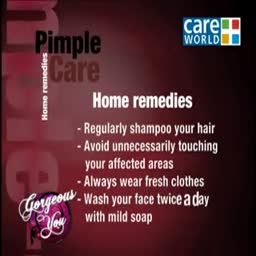 care
WORLD
Pimple
Care
Home remedies
Home remedies
- Regularly shampoo your hair
- Avoid unnecessarily touching
your affected areas
- Always wear fresh clothes
- Wash your face twice a day
with mild soap
Gorgeous
You